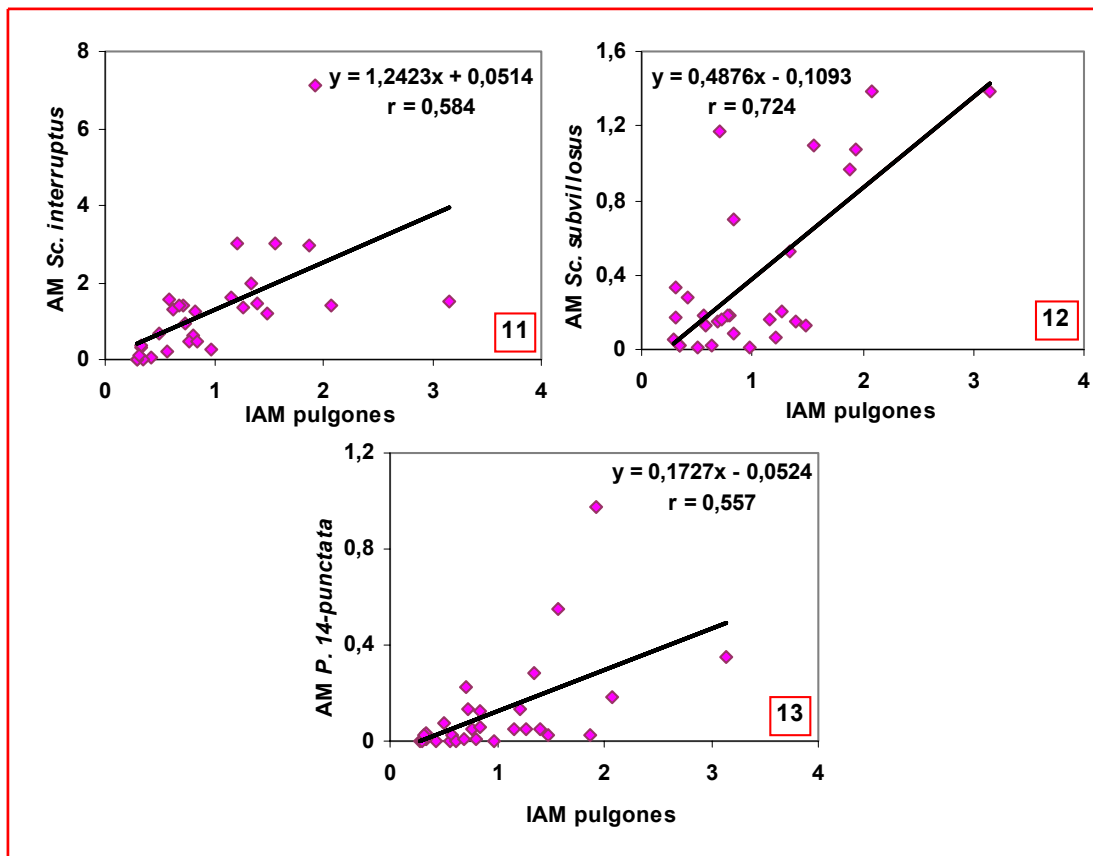 y = 1,2423x + 0,0514
r = 0,584
AM Sc. interruptus
8
6
4
2
0
0 1 2 3 4
IAM pulgones
11
y = 0,4876x - 0,1093
r = 0,724
AM Sc. subvillosus
1,6
1,2
0,8
0,4
0
0 1 2 3 4
IAM pulgones
12
y = 0,1727x - 0,0524
r = 0,557
AM P. 14-punctata
1,2
0,8
0,4
0
0 1 2 3 4
IAM pulgones
13